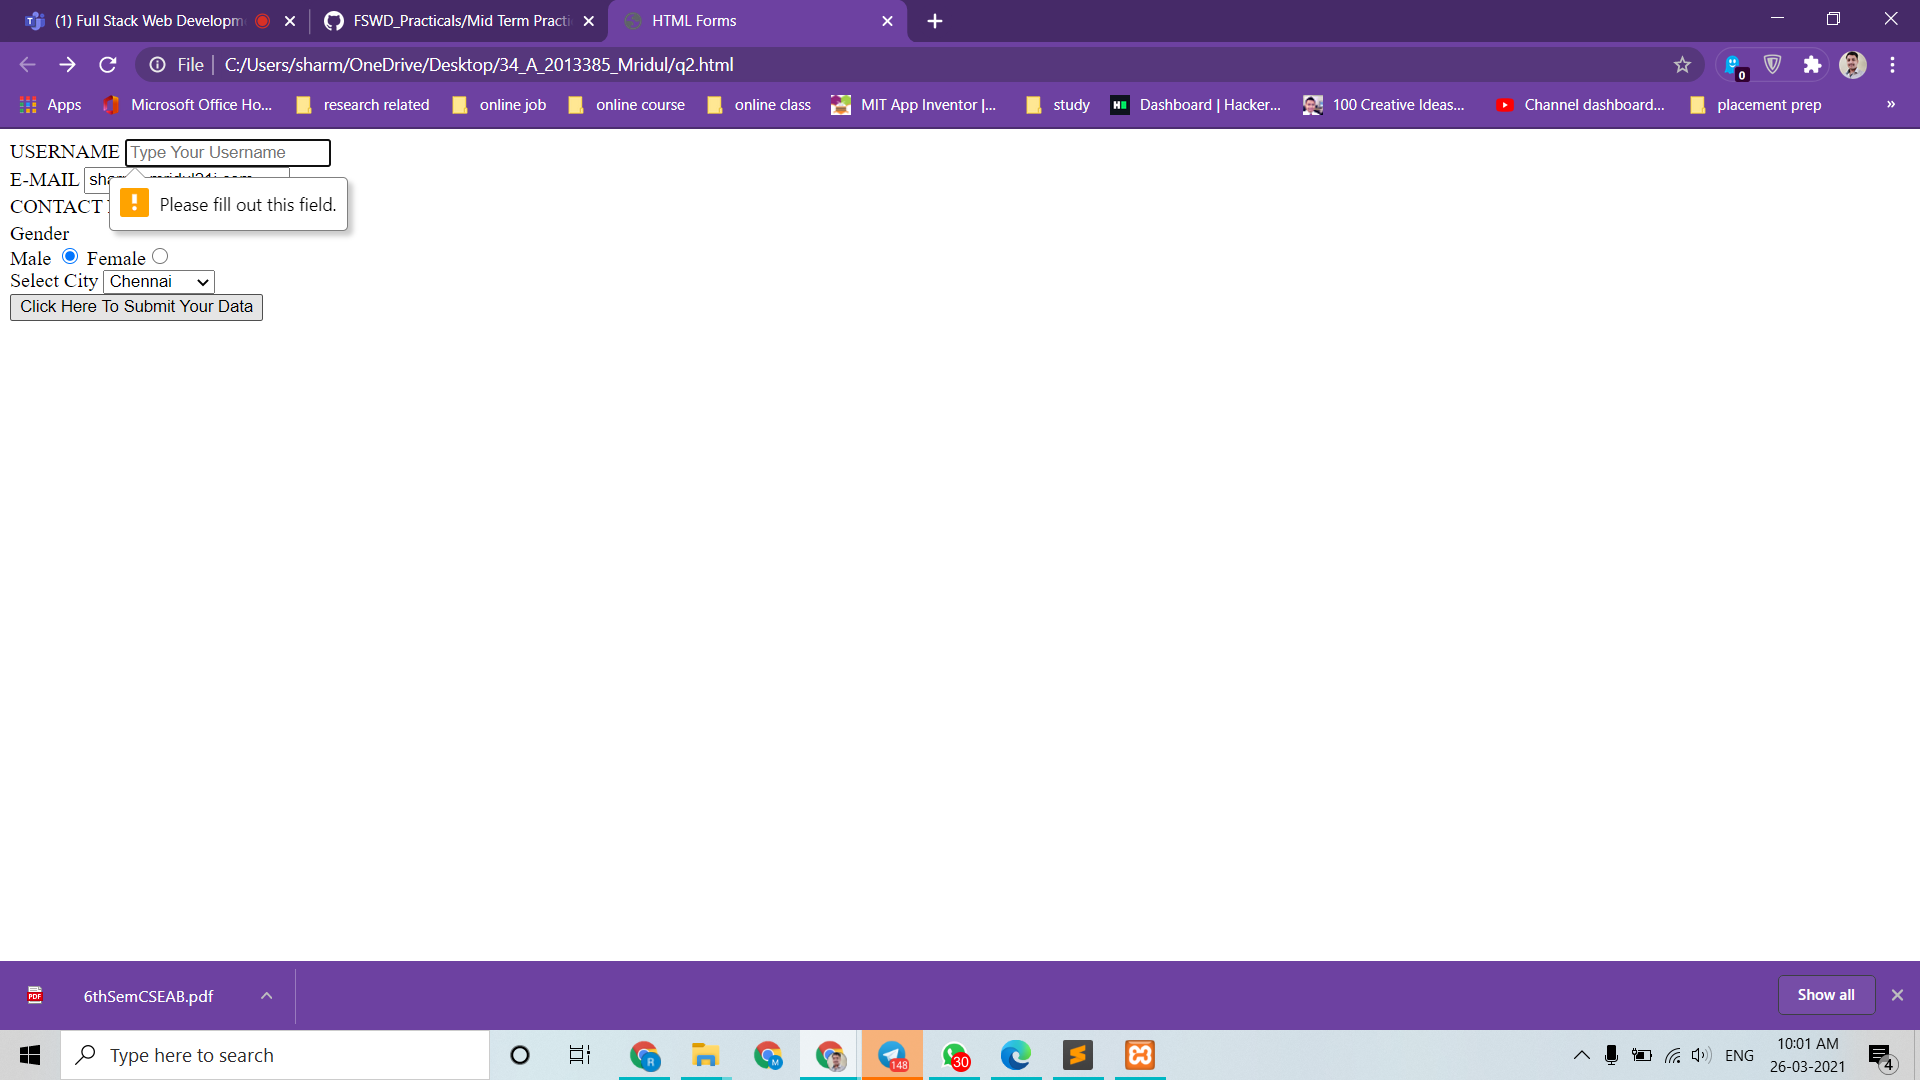 (1) Full Stack Web Developm
FSWD_Practicals/Mid Term Practi
HTML Forms
File
C:/Users/sharm/OneDrive/Desktop/34_A_2013385_Mridul/q2.html
0
Apps
Microsoft Office Ho...
research related
online job
online course
online class
MIT App Inventor |...
study
Dashboard | Hacker...
100 Creative Ideas...
Channel dashboard...
placement prep
»
USERNAME Type Your Username
E-MAIL
Please fill out this field.
CONTACT
Gender
Male Female
Select City Chennai
Click Here To Submit Your Data
6thSemCSEAB.pdf
Show all
Type here to search
148
30
ENG
10:01 AM
26-03-2021
4